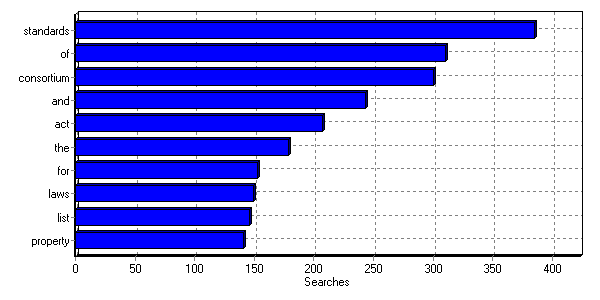 standards
of
consortium
and
act
the
for
laws
list
property
0 50 100 150 200 250 300 350 400
Searches